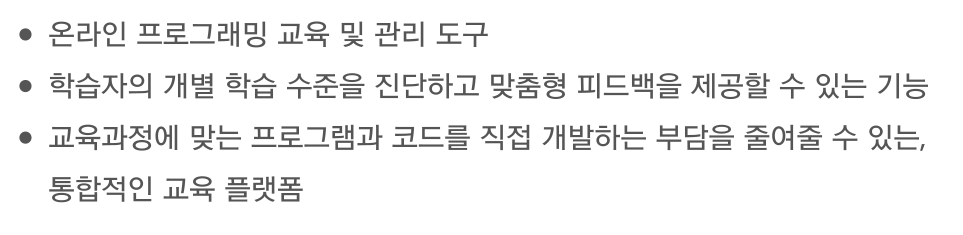 ● 온라인 프로그래밍 교육 및 관리 도구
● 학습자의 개별 학습 수준을 진단하고 맞춤형 피드백을 제공할 수 있는 기능
● 교육과정에 맞는 프로그램과 코드를 직접 개발하는 부담을 줄여줄 수 있는,
통합적인 교육 플랫폼